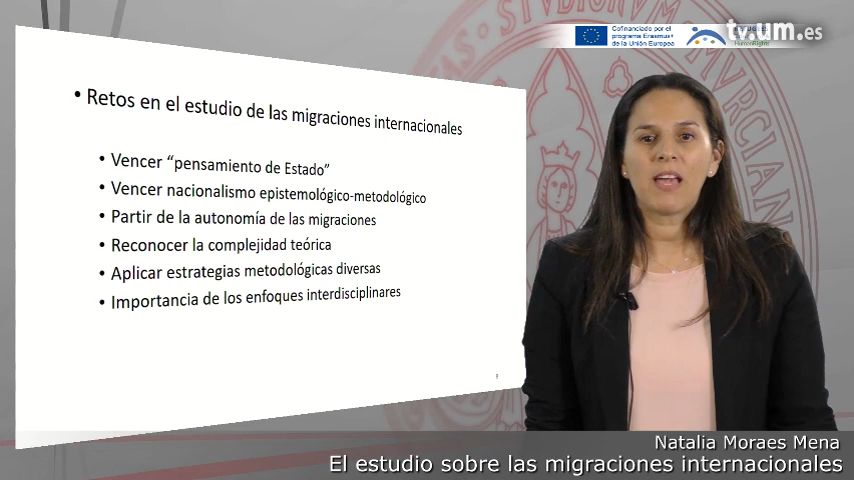 Cofinanciado por el
programa Erasmus+
de la Unión Europea
tv.um.es
HumanRights
• Retos en el estudio de las migraciones internacionales
• Vencer “pensamiento de Estado”
• Vencer nacionalismo epistemológico-metodológico
• Partir de la autonomía de las migraciones
• Reconocer la complejidad teórica
• Aplicar estrategias metodológicas diversas
• Importancia de los enfoques interdisciplinares
Natalia Moraes Mena
El estudio sobre las migraciones internacionales